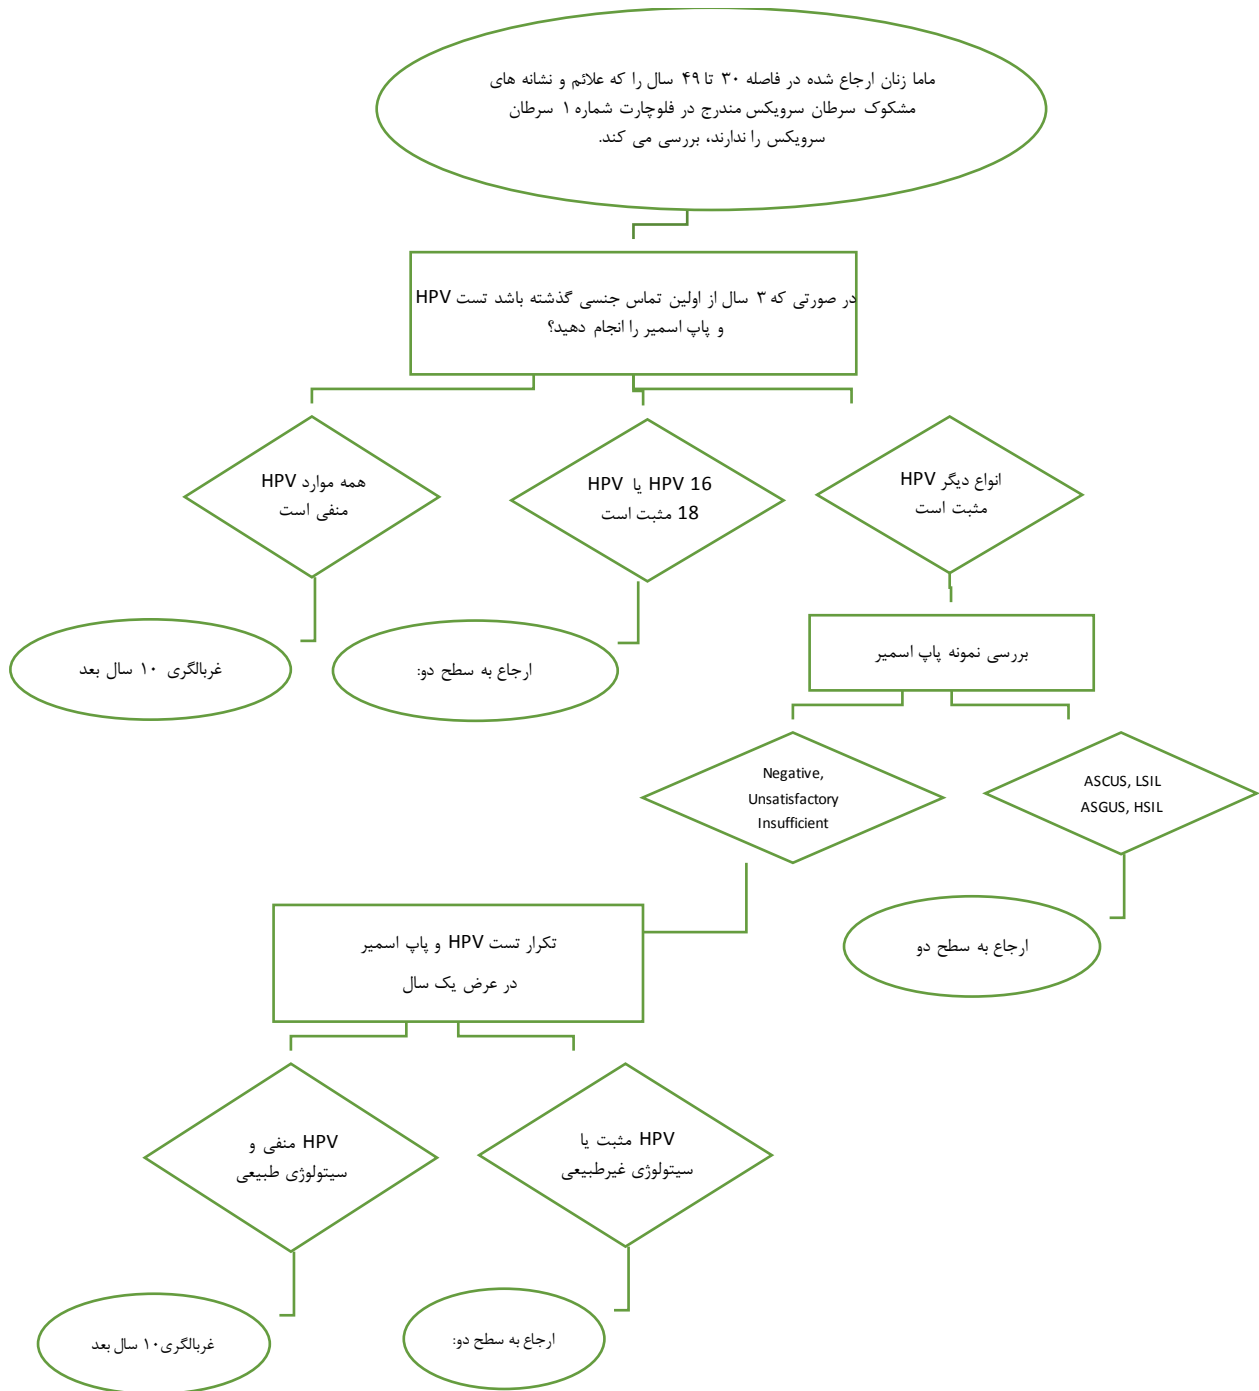 ماما زنان ارجاع شده در فاصله ۳۰ تا ۴۹ سال را که علائم و نشانه های
مشکوک سرطان سرویکس مندرج در فلوچارت شماره ۱ سرطان
سرویکس را ندارند، بررسی می کند.
در صورتی که ۳ سال از اولین تماس جنسی گذشته باشد تست HPV
و پاپ اسمیر را انجام دهید؟
انواع دیگر HPV
مثبت است
HPV 16 یا HPV
18 مثبت است
همه موارد HPV
منفی است
بررسی نمونه پاپ اسمیر
ارجاع به سطح دو:
غربالگری ۱۰ سال بعد
ASCUS, LSIL
ASGUS, HSIL
Negative,
Unsatisfactory
Insufficient
ارجاع به سطح دو
تکرار تست HPV و پاپ اسمیر
در عرض یک سال
HPV مثبت یا
سیتولوژی غیرطبیعی
HPV منفی و
سیتولوژی طبیعی
ارجاع به سطح دو:
غربالگری۱۰ سال بعد